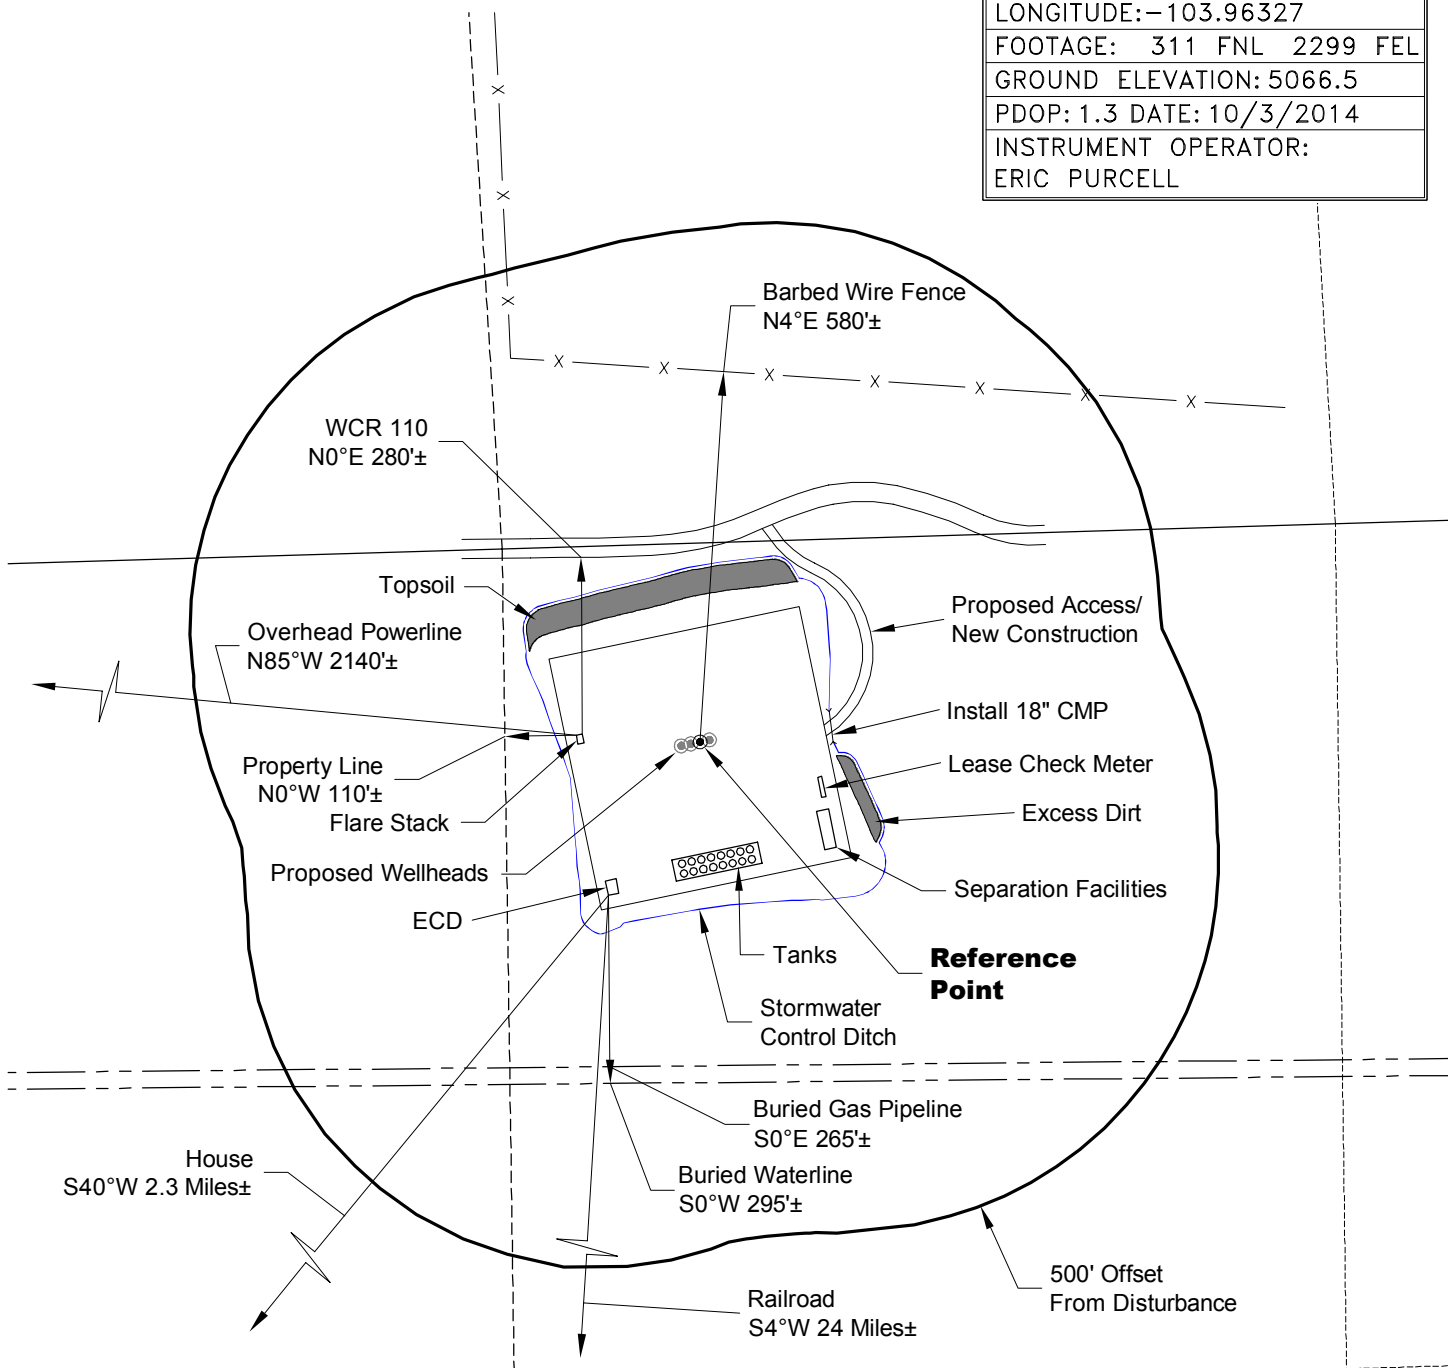 LONGITUDE:-103.96327
FOOTAGE: 311 FNL 2299 FEL
GROUND ELEVATION: 5066.5
PDOP: 1.3 DATE: 10/3/2014
INSTRUMENT OPERATOR:
ERIC PURCELL
Barbed Wire Fence
N4°E 580'±
WCR 110
N0°E 280'±
Topsoil
Proposed Access/
New Construction
Overhead Powerline
N85°W 2140'±
Install 18" CMP
Property Line
N0°W 110'±
Lease Check Meter
Flare Stack
Excess Dirt
Proposed Wellheads
Separation Facilities
ECD
Tanks
Reference
Point
Stormwater
Control Ditch
Buried Gas Pipeline
S0°E 265'±
House
S40°W 2.3 Miles±
Buried Waterline
S0°W 295'±
500' Offset
From Disturbance
Railroad
S4°W 24 Miles±